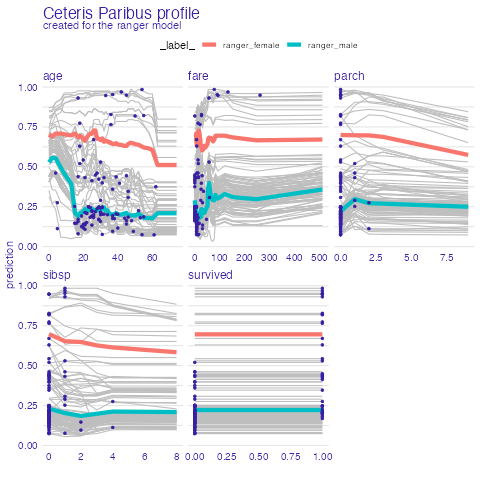 Ceteris Paribus profile
created for the ranger model
_label_ ranger_female ranger_male
age fare parch
1.00
0.75
0.50
0.25
0.00
0 20 40 60 0 100 200 300 400 500 0.0 2.5 5.0 7.5
prediction
sibsp survived
1.00
0.75
0.50
0.25
0.00
0 2 4 6 8 0.00 0.25 0.50 0.75 1.00